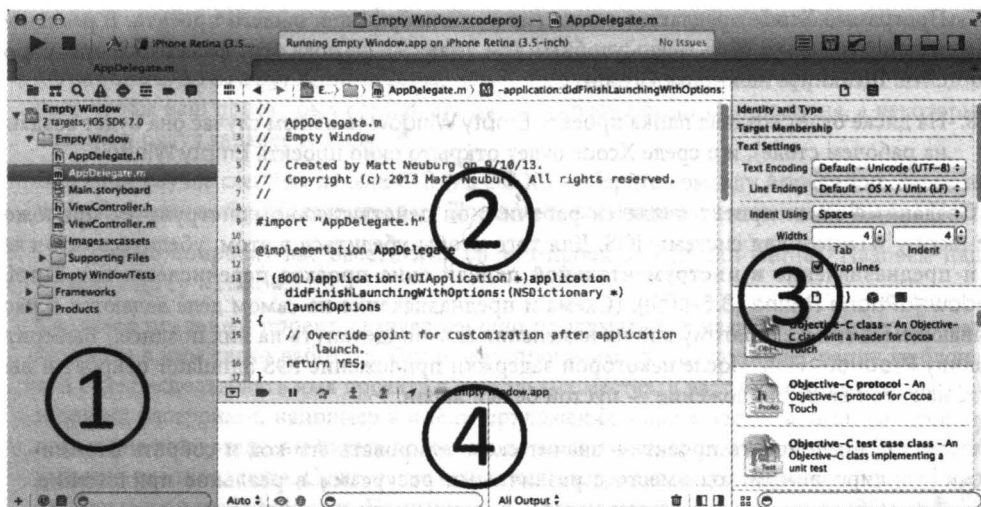 Empty Window.xcodeproj — AppDelegate.m
iPhone Retina (3.5...
Running Empty Window.app on iPhone Retina (3.5-inch)
No Issues
AppDelegate.m
Empty Window
2 targets, iOS SDK 7.0
Empty Window
AppDelegate.h
AppDelegate.m
Main.storyboard
ViewController.h
ViewController.m
Images.xcassets
Supporting Files
Empty WindowTests
Frameworks
Products
1
E...) AppDelegate.m -application:didFinishLaunchingWithOptions:
//
// AppDelegate.m
// Empty Window
//
// Created by Matt Neuburg on
// Copyright (c) 2013 Matt Neuburg. All rights reserved.
//
#import "AppDelegate.h"
@implementation AppDelegate
- (BOOL)application:(UIApplication *)application
didFinishLaunchingWithOptions:(NSDictionary *)
launchOptions
{
// Override point for customization after application
launch.
return YES;
}
2
Empty Window.app
4
Auto
All Output
Identity and Type
Target Membership
Text Settings
Text Encoding Default - Unicode (UTF-8)
Line Endings Default - OS X / Unix (LF)
Indent Using Spaces
Widths 4 4
Tab Indent
Wrap lines
3
Objective-C class - An Objective-
C class with a header for Cocoa
Touch
Objective-C protocol - An
Objective-C protocol for Cocoa
Touch
Objective-C test case class - An
Objective-C class implementing a
unit test